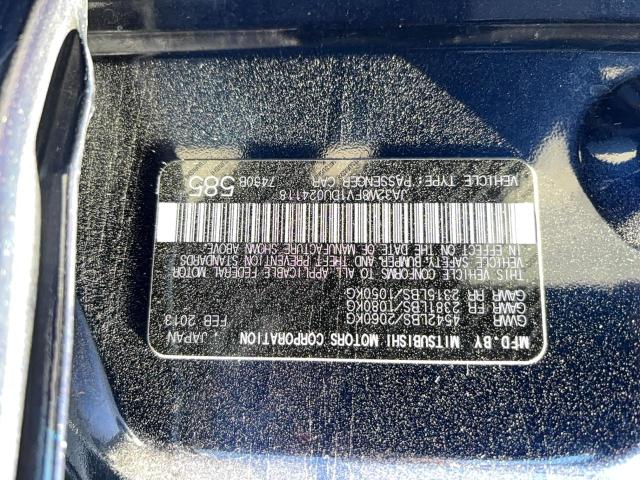 MFD.BY MITSUBISHI MOTORS CORPORATION , JAPAN
GVWR 4542LBS/2060KG FEB 2013
GAWR FR 2381LBS/1080KG
GAWR RR 2315LBS/1050KG
THIS VEHICLE CONFORMS TO ALL APPLICABLE FEDERAL MOTOR
VEHICLE SAFETY, BUMPER AND THEFT PREVENTION STANDARDS
IN EFFECT ON THE DATE OF MANUFACTURE SHOWN ABOVE.
JA32W8FV1DU024118
VEHICLE TYPE: PASSENGER CAR 7450B 585